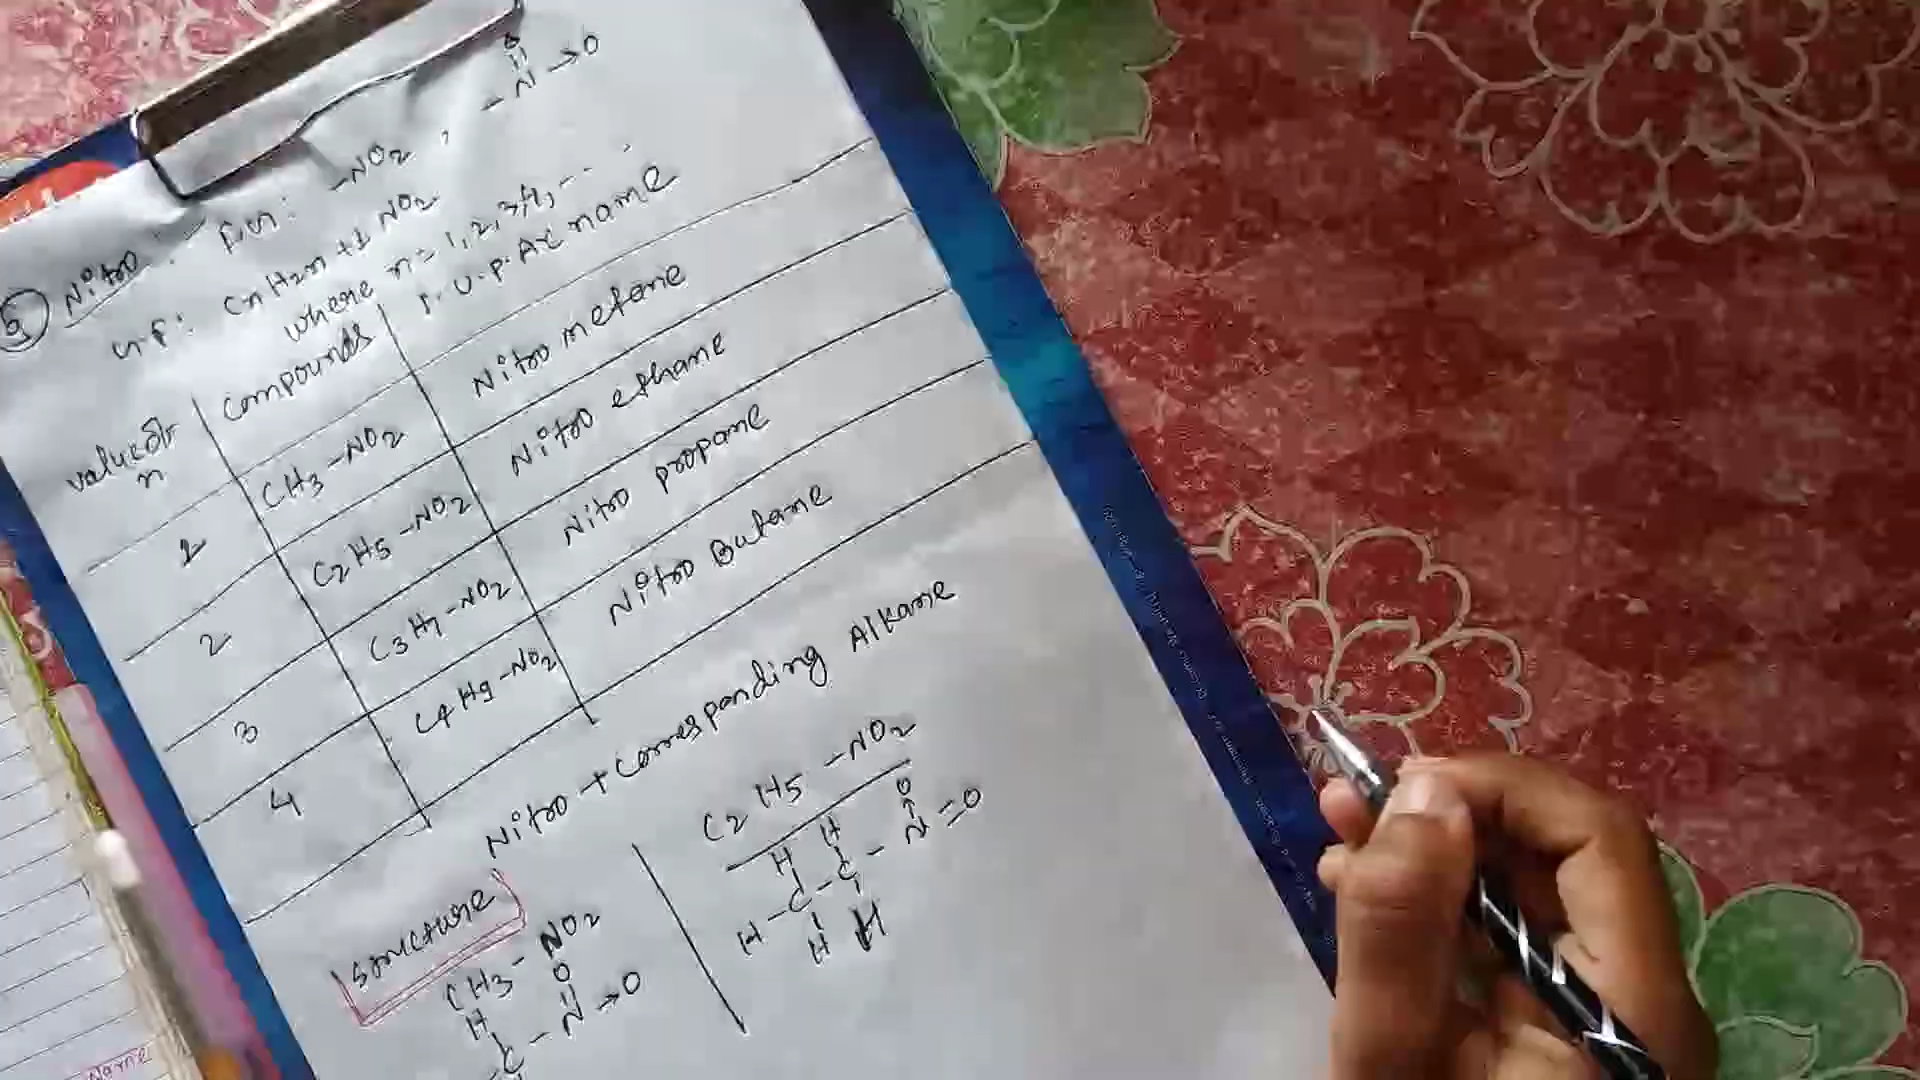 Nitro: Fn: -NO2, -N→O
O
G.F: CnH2n+1 NO2
where n= 1,2,3,4,...
value of n | compounds | I.U.P.AC name
1 | CH3-NO2 | Nitro metane
2 | C2H5-NO2 | Nitro ethane
3 | C3H7-NO2 | Nitro propane
4 | C4H9-NO2 | Nitro Butane
Nitro + Corresponding Alkane
structure
CH3-NO2
H O
C-N→O
C2H5-NO2
H H O
H-C-C-N=O
H H
Name